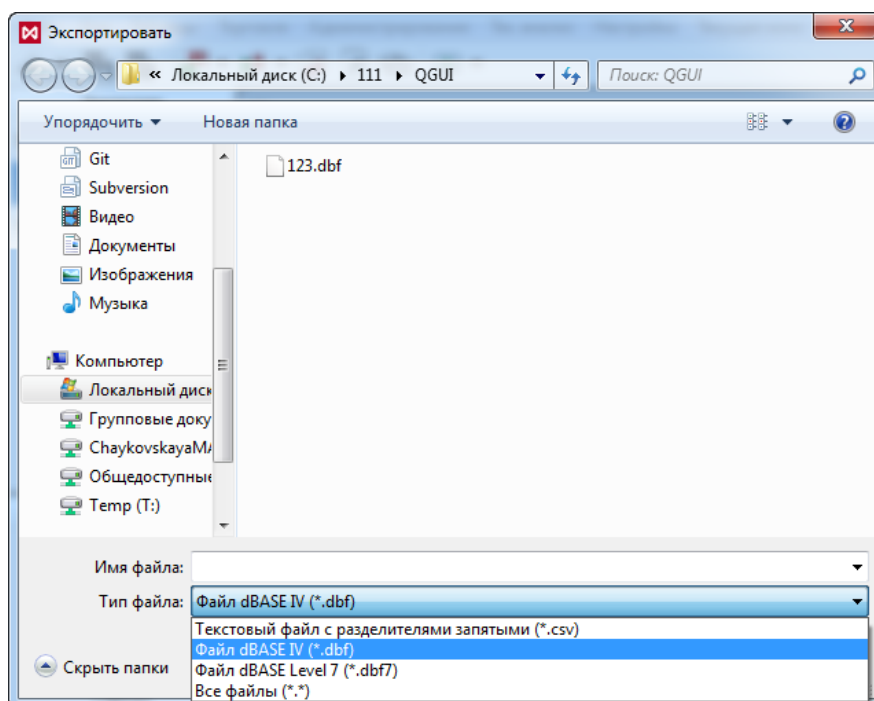 Экспортировать
« Локальный диск (C:) 111 QGUI
Поиск: QGUI
Упорядочить Новая папка
Git
Subversion
Видео
Документы
Изображения
Музыка
Компьютер
Локальный диск
Групповые доку
ChaykovskayaMA
Общедоступные
Temp (T:)
123.dbf
Имя файла:
Тип файла: Файл dBASE IV (*.dbf)
Текстовый файл с разделителями запятыми (*.csv)
Файл dBASE IV (*.dbf)
Файл dBASE Level 7 (*.dbf7)
Все файлы (*.*)
Скрыть папки